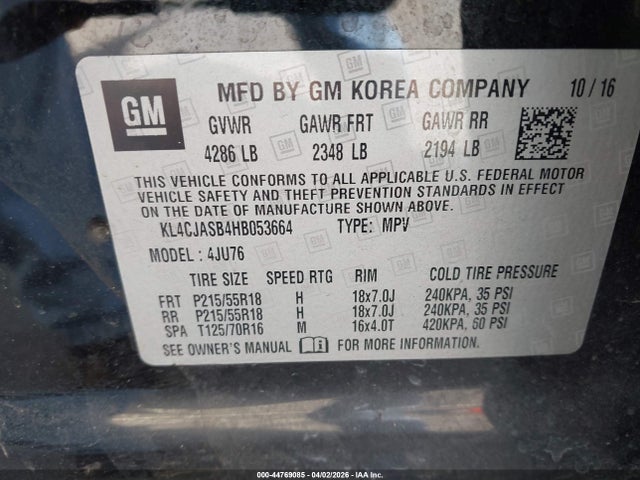 GM
MFD BY GM KOREA COMPANY 10/16
GVWR GAWR FRT GAWR RR
4286 LB 2348 LB 2194 LB
THIS VEHICLE CONFORMS TO ALL APPLICABLE U.S. FEDERAL MOTOR
VEHICLE SAFETY AND THEFT PREVENTION STANDARDS IN EFFECT
ON THE DATE OF MANUFACTURE SHOWN ABOVE.
KL4CJASB4HB053664 TYPE: MPV
MODEL : 4JU76
TIRE SIZE SPEED RTG RIM COLD TIRE PRESSURE
FRT P215/55R18 H 18x7.0J 240KPA, 35 PSI
RR P215/55R18 H 18x7.0J 240KPA, 35 PSI
SPA T125/70R16 M 16x4.0T 420KPA, 60 PSI
SEE OWNER'S MANUAL FOR MORE INFORMATION.
000-44769085 - 04/02/2026 - IAA Inc.